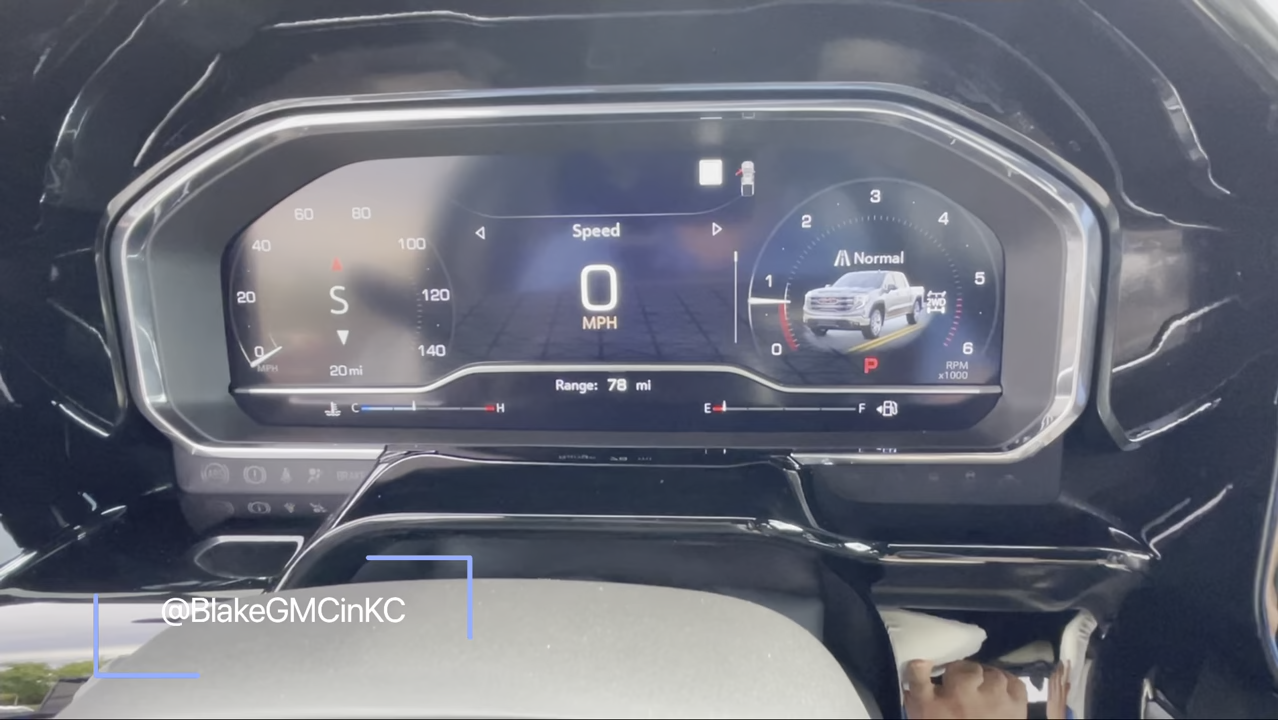 60 80
40 100
20 120
0 140
MPH
S
20 mi
Speed
0
MPH
Range: 78 mi
C H
E F
3
2 4
1 5
0 6
Normal
2WD
P
RPM
x1000
@BlakeGMCinKC